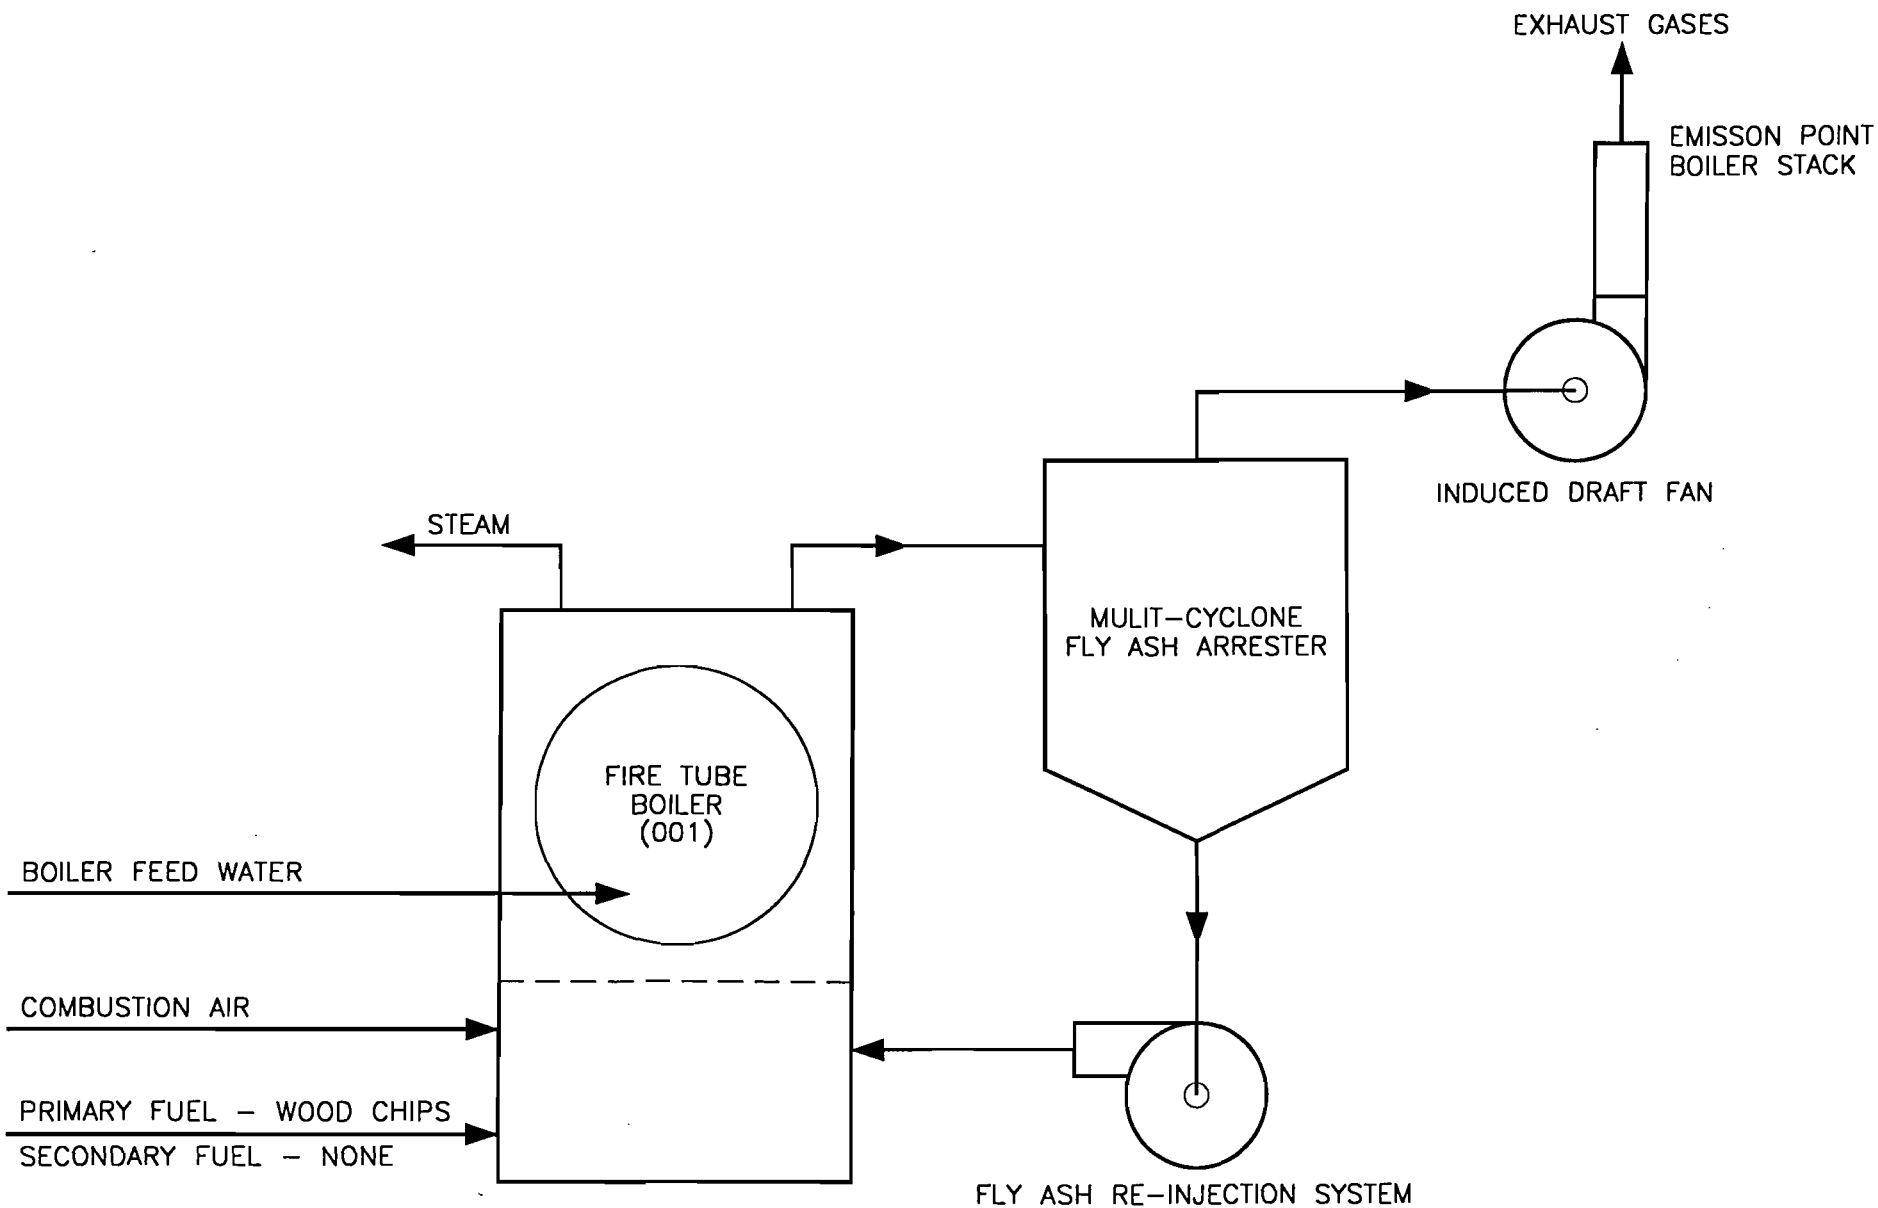 EXHAUST GASES
EMISSON POINT
BOILER STACK
INDUCED DRAFT FAN
STEAM
MULIT-CYCLONE
FLY ASH ARRESTER
FIRE TUBE
BOILER
(001)
BOILER FEED WATER
COMBUSTION AIR
PRIMARY FUEL - WOOD CHIPS
SECONDARY FUEL - NONE
FLY ASH RE-INJECTION SYSTEM